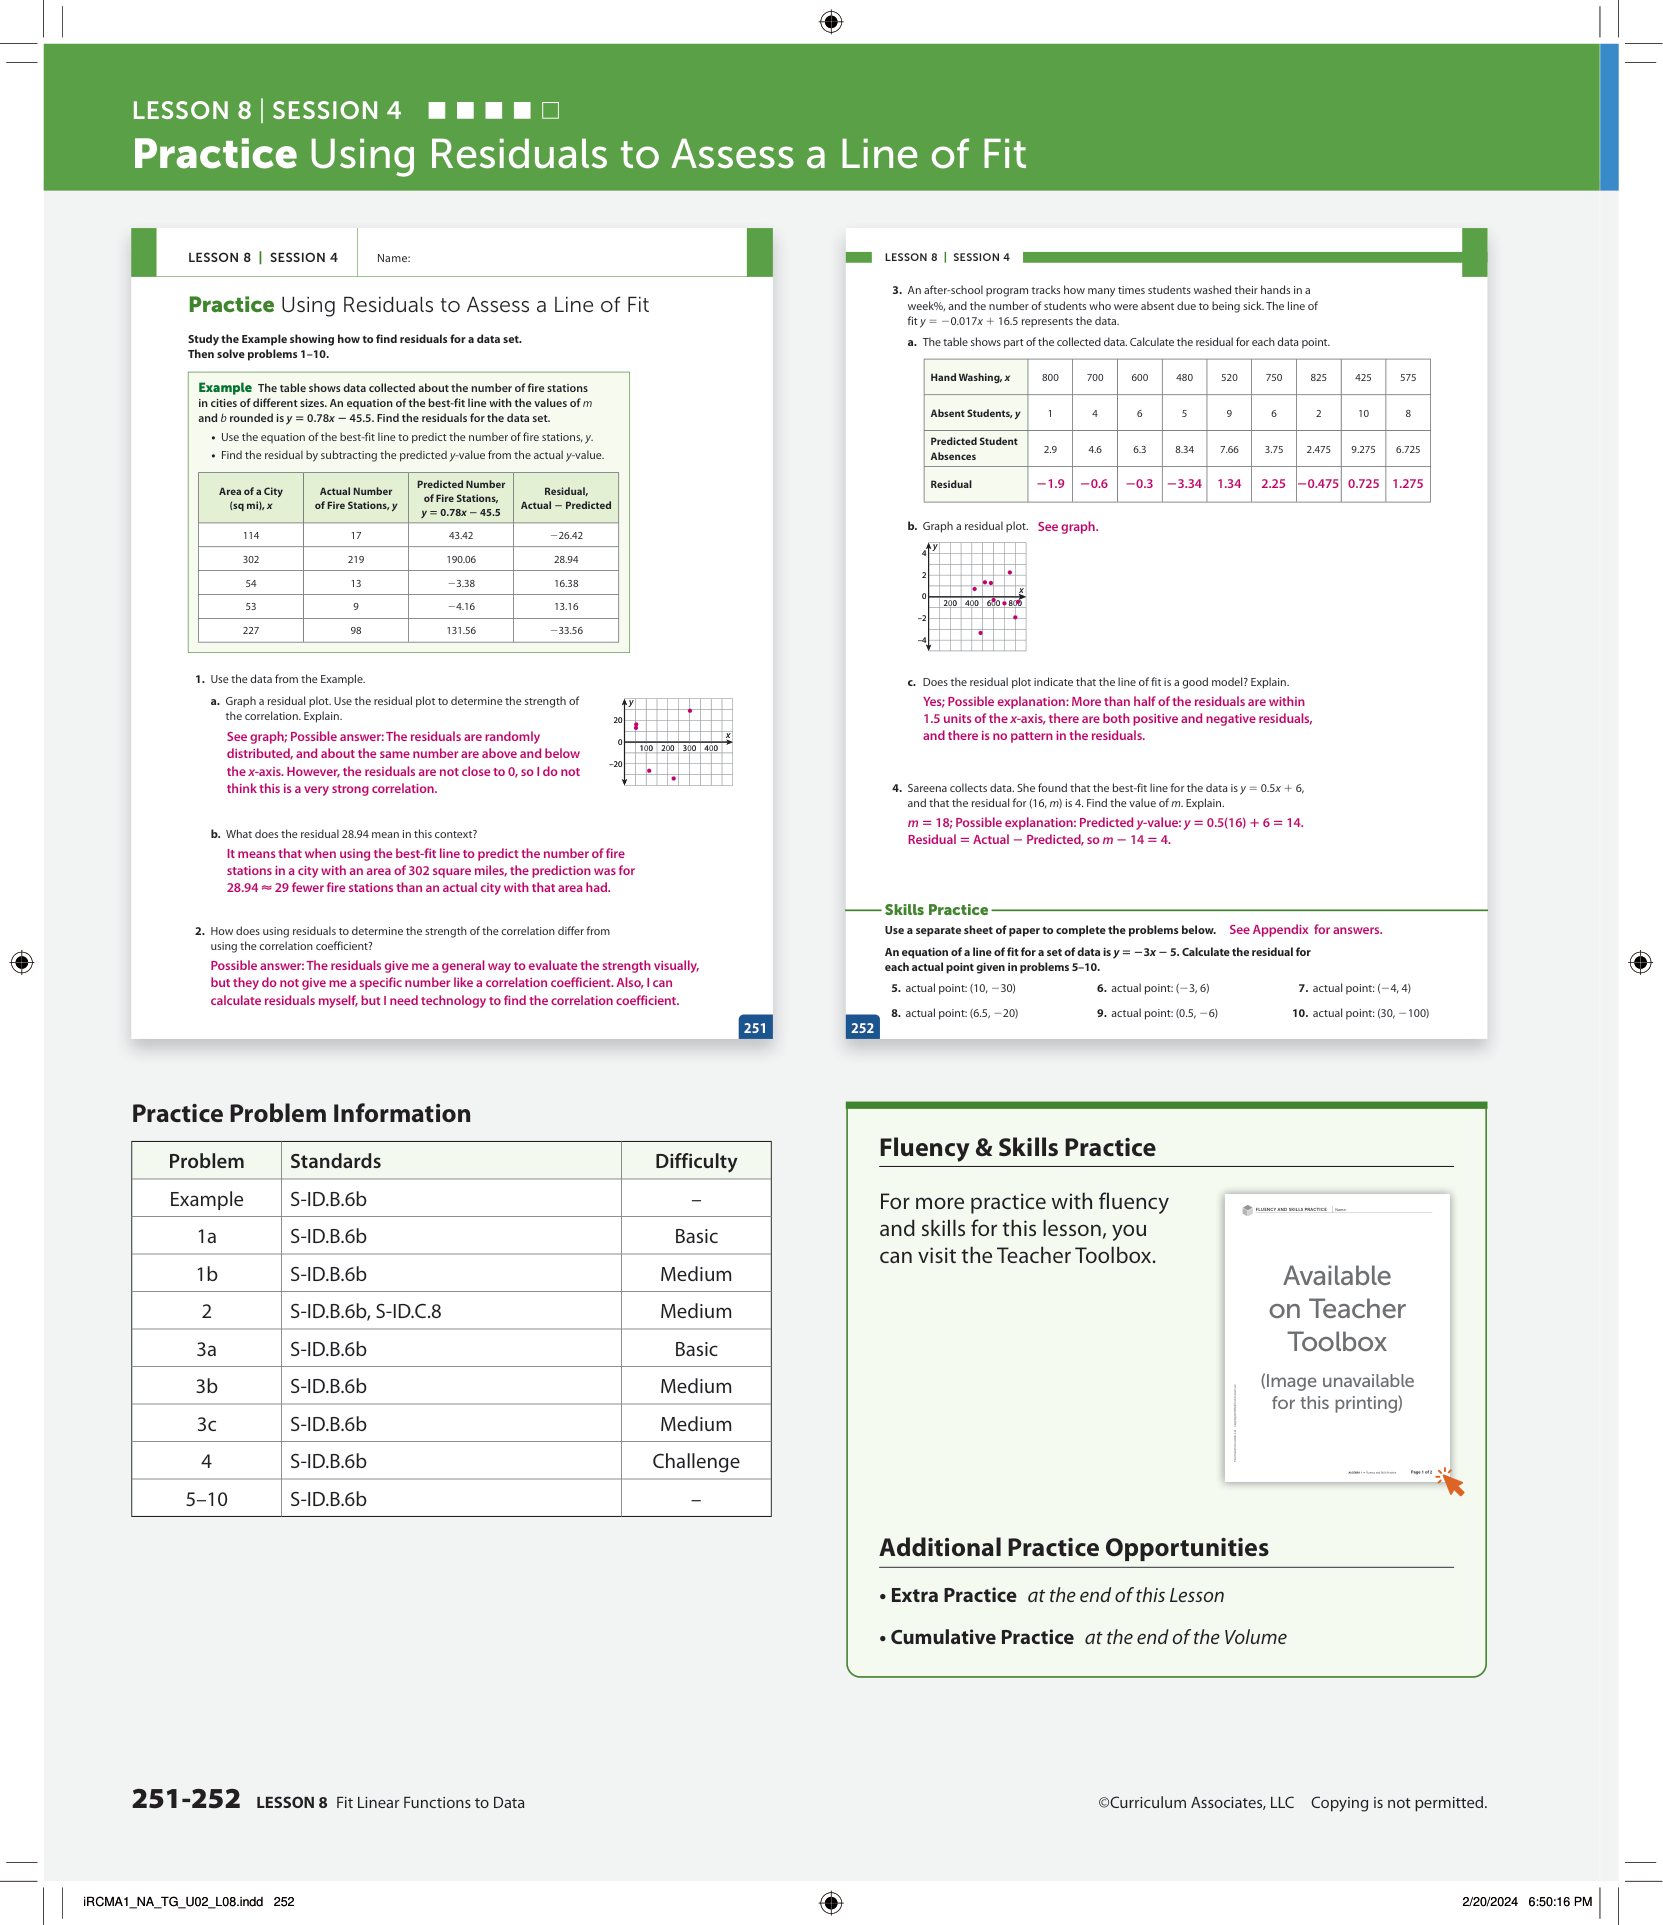 LESSON 8 | SESSION 4
Practice Using Residuals to Assess a Line of Fit
LESSON 8 | SESSION 4
Name:
Practice Using Residuals to Assess a Line of Fit
Study the Example showing how to find residuals for a data set.
Then solve problems 1–10.
Example The table shows data collected about the number of fire stations
in cities of different sizes. An equation of the best-fit line with the values of m
and b rounded is y = 0.78x − 45.5. Find the residuals for the data set.
• Use the equation of the best-fit line to predict the number of fire stations, y.
• Find the residual by subtracting the predicted y-value from the actual y-value.
Area of a City (sq mi), x | Actual Number of Fire Stations, y | Predicted Number of Fire Stations, y = 0.78x − 45.5 | Residual, Actual − Predicted
114 17 43.42 −26.42
302 219 190.06 28.94
54 13 −3.38 16.38
53 9 −4.16 13.16
227 98 131.56 −33.56
1. Use the data from the Example.
a. Graph a residual plot. Use the residual plot to determine the strength of
the correlation. Explain.
See graph; Possible answer: The residuals are randomly
distributed, and about the same number are above and below
the x-axis. However, the residuals are not close to 0, so I do not
think this is a very strong correlation.
y
20
0
−20
100 200 300 400
x
b. What does the residual 28.94 mean in this context?
It means that when using the best-fit line to predict the number of fire
stations in a city with an area of 302 square miles, the prediction was for
28.94 ≈ 29 fewer fire stations than an actual city with that area had.
2. How does using residuals to determine the strength of the correlation differ from
using the correlation coefficient?
Possible answer: The residuals give me a general way to evaluate the strength visually,
but they do not give me a specific number like a correlation coefficient. Also, I can
calculate residuals myself, but I need technology to find the correlation coefficient.
251
LESSON 8 | SESSION 4
3. An after-school program tracks how many times students washed their hands in a
week%, and the number of students who were absent due to being sick. The line of
fit y = −0.017x + 16.5 represents the data.
a. The table shows part of the collected data. Calculate the residual for each data point.
Hand Washing, x 800 700 600 480 520 750 825 425 575
Absent Students, y 1 4 6 5 9 6 2 10 8
Predicted Student Absences 2.9 4.6 6.3 8.34 7.66 3.75 2.475 9.275 6.725
Residual −1.9 −0.6 −0.3 −3.34 1.34 2.25 −0.475 0.725 1.275
b. Graph a residual plot. See graph.
y
4
2
0
−2
−4
200 400 600 800
x
c. Does the residual plot indicate that the line of fit is a good model? Explain.
Yes; Possible explanation: More than half of the residuals are within
1.5 units of the x-axis, there are both positive and negative residuals,
and there is no pattern in the residuals.
4. Sareena collects data. She found that the best-fit line for the data is y = 0.5x + 6,
and that the residual for (16, m) is 4. Find the value of m. Explain.
m = 18; Possible explanation: Predicted y-value: y = 0.5(16) + 6 = 14.
Residual = Actual − Predicted, so m − 14 = 4.
Skills Practice
Use a separate sheet of paper to complete the problems below. See Appendix for answers.
An equation of a line of fit for a set of data is y = −3x − 5. Calculate the residual for
each actual point given in problems 5–10.
5. actual point: (10, −30) 6. actual point: (−3, 6) 7. actual point: (−4, 4)
8. actual point: (6.5, −20) 9. actual point: (0.5, −6) 10. actual point: (30, −100)
252
Practice Problem Information
Problem Standards Difficulty
Example S-ID.B.6b –
1a S-ID.B.6b Basic
1b S-ID.B.6b Medium
2 S-ID.B.6b, S-ID.C.8 Medium
3a S-ID.B.6b Basic
3b S-ID.B.6b Medium
3c S-ID.B.6b Medium
4 S-ID.B.6b Challenge
5–10 S-ID.B.6b –
Fluency & Skills Practice
For more practice with fluency
and skills for this lesson, you
can visit the Teacher Toolbox.
FLUENCY AND SKILLS PRACTICE Name
Available
on Teacher
Toolbox
(Image unavailable
for this printing)
Page 1 of 2
Additional Practice Opportunities
• Extra Practice at the end of this Lesson
• Cumulative Practice at the end of the Volume
251-252 LESSON 8 Fit Linear Functions to Data
©Curriculum Associates, LLC Copying is not permitted.
iRCMA1_NA_TG_U02_L08.indd 252
2/20/2024 6:50:16 PM